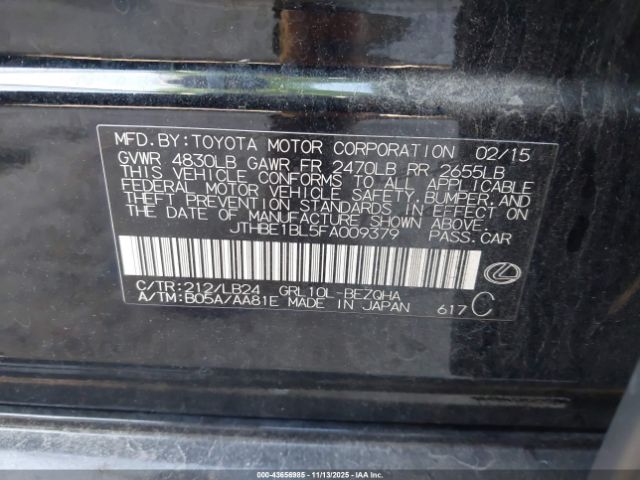 MFD.BY:TOYOTA MOTOR CORPORATION 02/15
GVWR 4830LB GAWR FR 2470LB RR 2655LB
THIS VEHICLE CONFORMS TO ALL APPLICABLE
FEDERAL MOTOR VEHICLE SAFETY, BUMPER, AND
THEFT PREVENTION STANDARDS IN EFFECT ON
THE DATE OF MANUFACTURE SHOWN ABOVE.
JTHBE1BL5FA009379 PASS.CAR
C/TR:212/LB24 GRL10L-BEZQHA
A/TM:B05A/AA81E MADE IN JAPAN 617 C
© IMAGE - 43656985 - 11/13/2025 - IAA, INC.